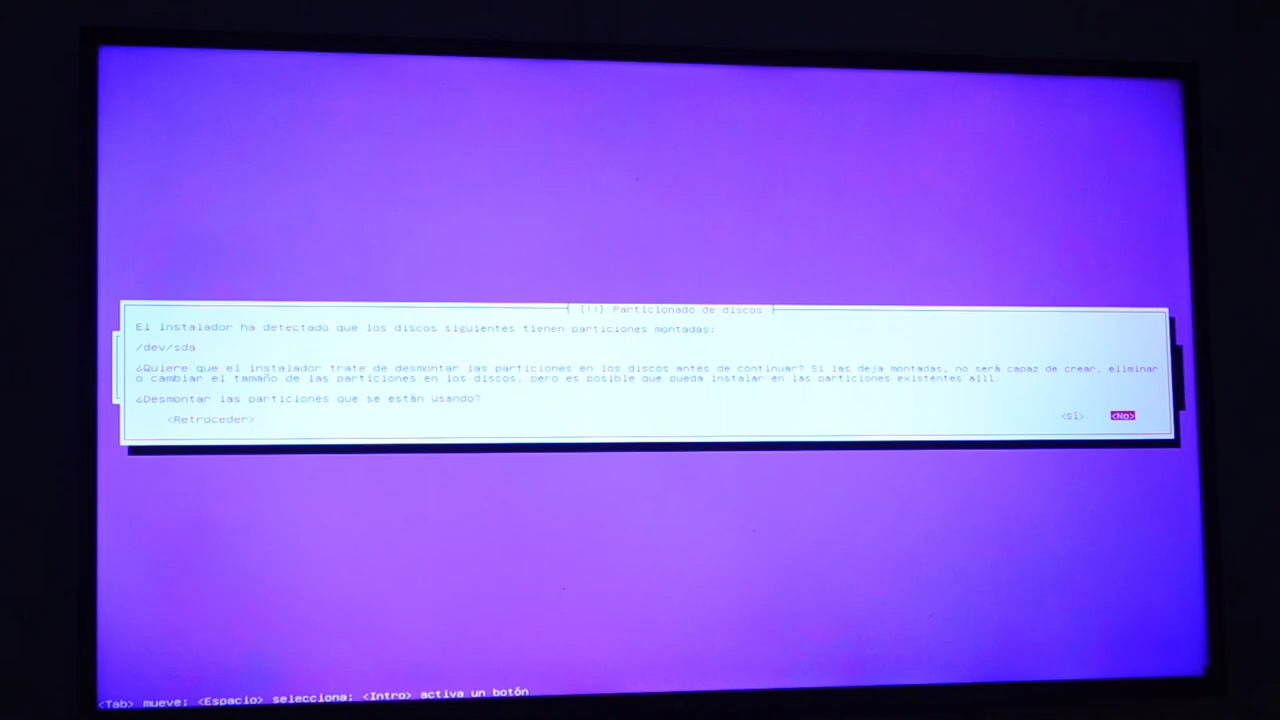 [!!] Particionado de discos
El instalador ha detectado que los discos siguientes tienen particiones montadas:
/dev/sda
¿Quiere que el instalador trate de desmontar las particiones en los discos antes de continuar? Si las deja montadas, no será capaz de crear, eliminar
o cambiar el tamaño de las particiones en los discos, pero es posible que pueda instalar en las particiones existentes allí.
¿Desmontar las particiones que se están usando?
<Retroceder> <Sí> <No>
<Tab> mueve; <Espacio> selecciona; <Intro> activa un botón